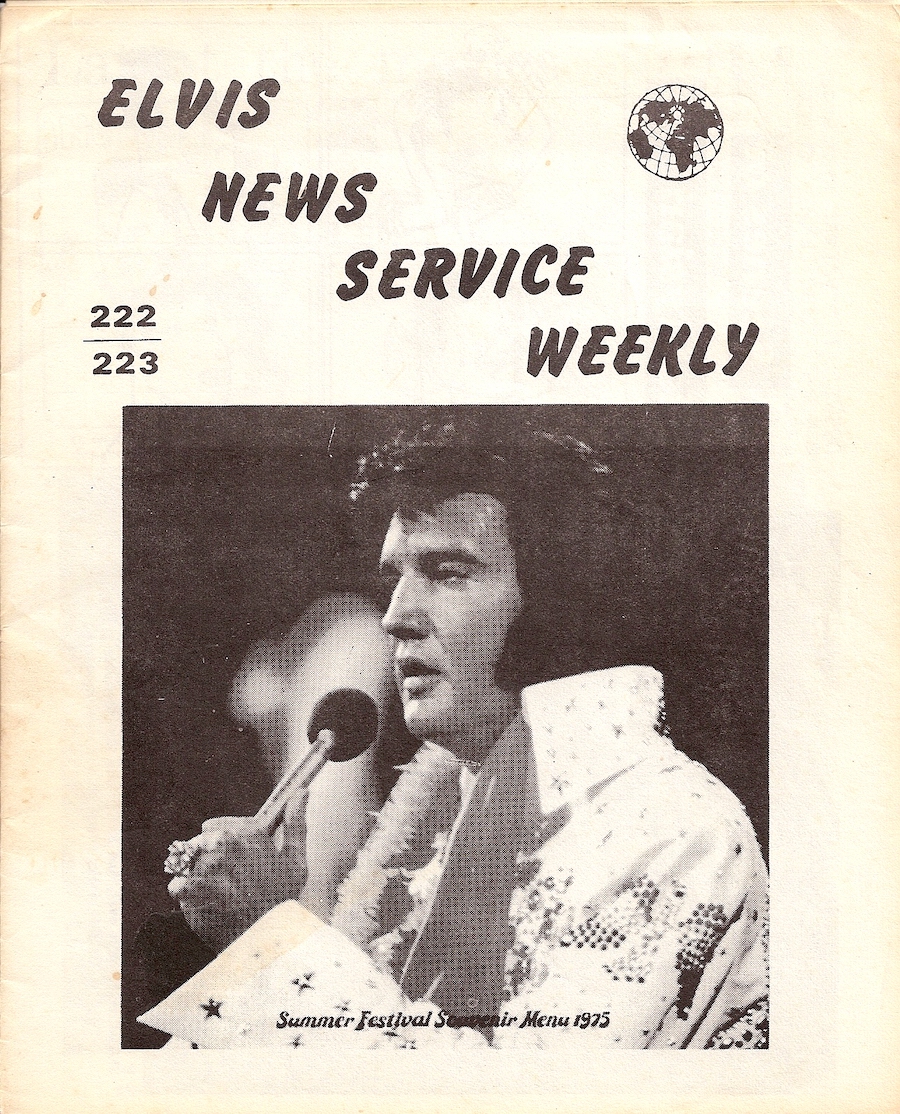 ELVIS
NEWS
SERVICE
WEEKLY
222
223
Summer Festival Souvenir Menu 1975